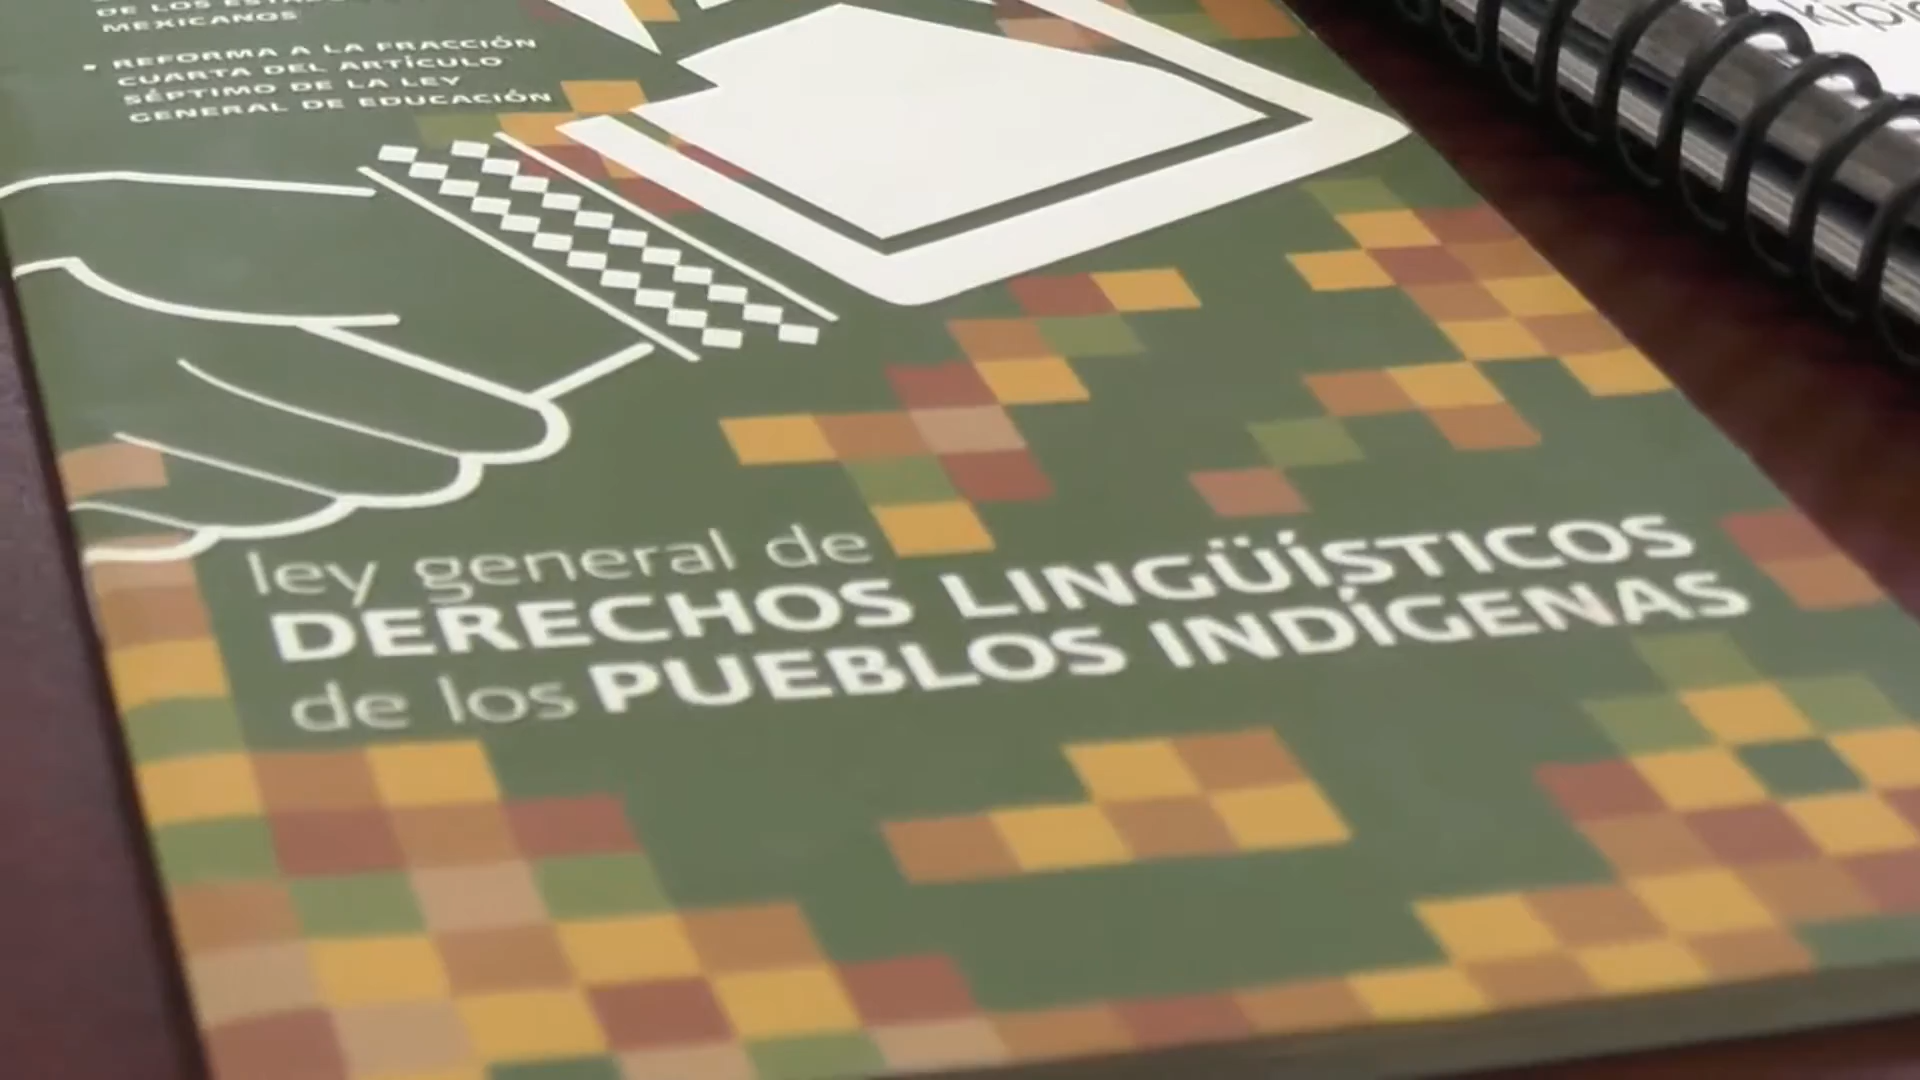 DE LOS ESTADOS
MEXICANOS
• REFORMA A LA FRACCIÓN
CUARTA DEL ARTÍCULO
SÉPTIMO DE LA LEY
GENERAL DE EDUCACIÓN
ley general de
DERECHOS LINGÜÍSTICOS
de los PUEBLOS INDÍGENAS